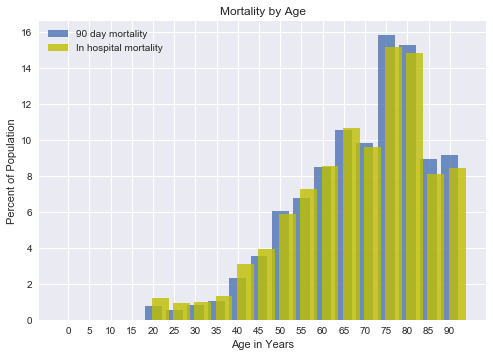 Mortality by Age
90 day mortality
In hospital mortality
Percent of Population
16
14
12
10
8
6
4
2
0
0 5 10 15 20 25 30 35 40 45 50 55 60 65 70 75 80 85 90
Age in Years